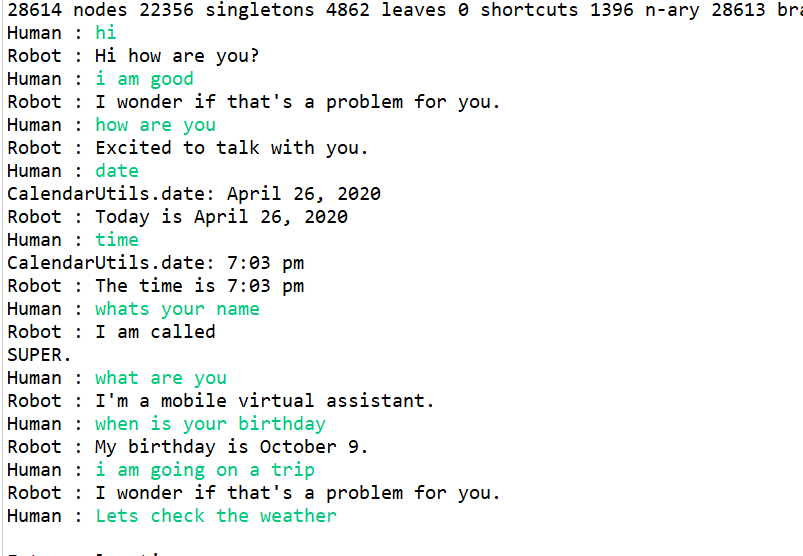 28614 nodes 22356 singletons 4862 leaves 0 shortcuts 1396 n-ary 28613
Human : hi
Robot : Hi how are you?
Human : i am good
Robot : I wonder if that's a problem for you.
Human : how are you
Robot : Excited to talk with you.
Human : date
CalendarUtils.date: April 26, 2020
Robot : Today is April 26, 2020
Human : time
CalendarUtils.date: 7:03 pm
Robot : The time is 7:03 pm
Human : whats your name
Robot : I am called
SUPER.
Human : what are you
Robot : I'm a mobile virtual assistant.
Human : when is your birthday
Robot : My birthday is October 9.
Human : i am going on a trip
Robot : I wonder if that's a problem for you.
Human : Lets check the weather